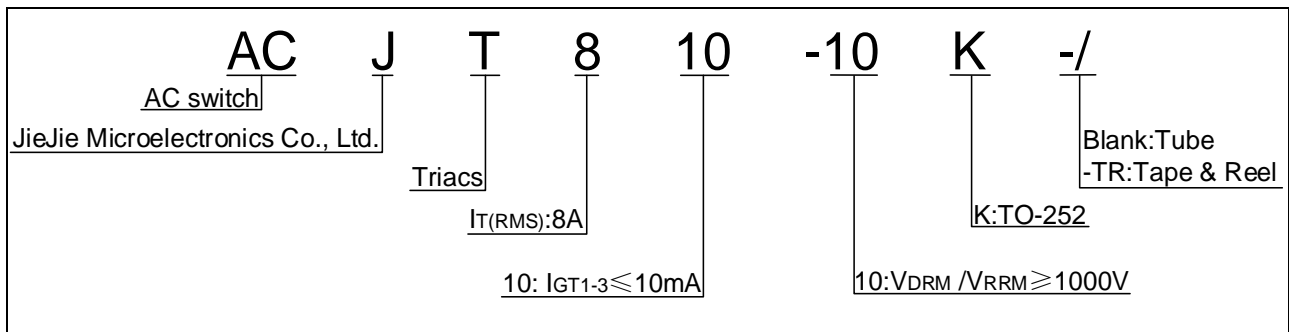 AC J T 8 10 -10 K -/
AC switch
JieJie Microelectronics Co., Ltd.
Blank:Tube
Triacs
-TR:Tape & Reel
IT(RMS):8A
K:TO-252
10: IGT1-3≤10mA
10:VDRM /VRRM≥1000V